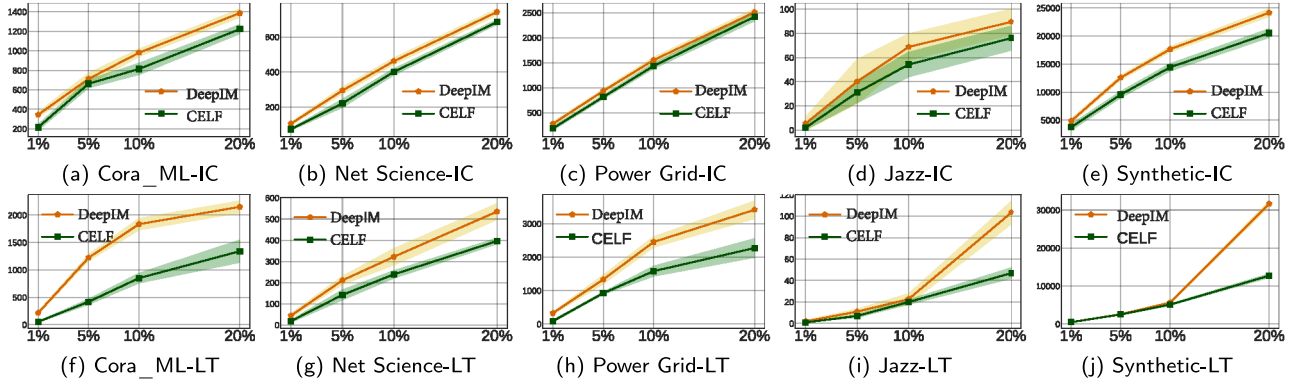 1400
1200
1000
800
600
400
200
DeepIM
CELF
1% 5% 10% 20%
(a) Cora_ML-IC
800
400
200
DeepIM
CELF
1% 5% 10% 20%
(b) Net Science-IC
2500
2000
1500
1000
500
DeepIM
CELF
1% 5% 10% 20%
(c) Power Grid-IC
100
80
60
40
20
0
DeepIM
CELF
1% 5% 10% 20%
(d) Jazz-IC
25000
20000
15000
10000
5000
DeepIM
CELF
1% 5% 10% 20%
(e) Synthetic-IC
2000
1500
1000
500
0
DeepIM
CELF
1% 5% 10% 20%
(f) Cora_ML-LT
600
500
400
300
200
100
0
DeepIM
CELF
1% 5% 10% 20%
(g) Net Science-LT
3000
2000
1000
0
DeepIM
CELF
1% 5% 10% 20%
(h) Power Grid-LT
100
80
60
40
20
0
DeepIM
CELF
1% 5% 10% 20%
(i) Jazz-LT
30000
20000
10000
0
DeepIM
CELF
1% 5% 10% 20%
(j) Synthetic-LT